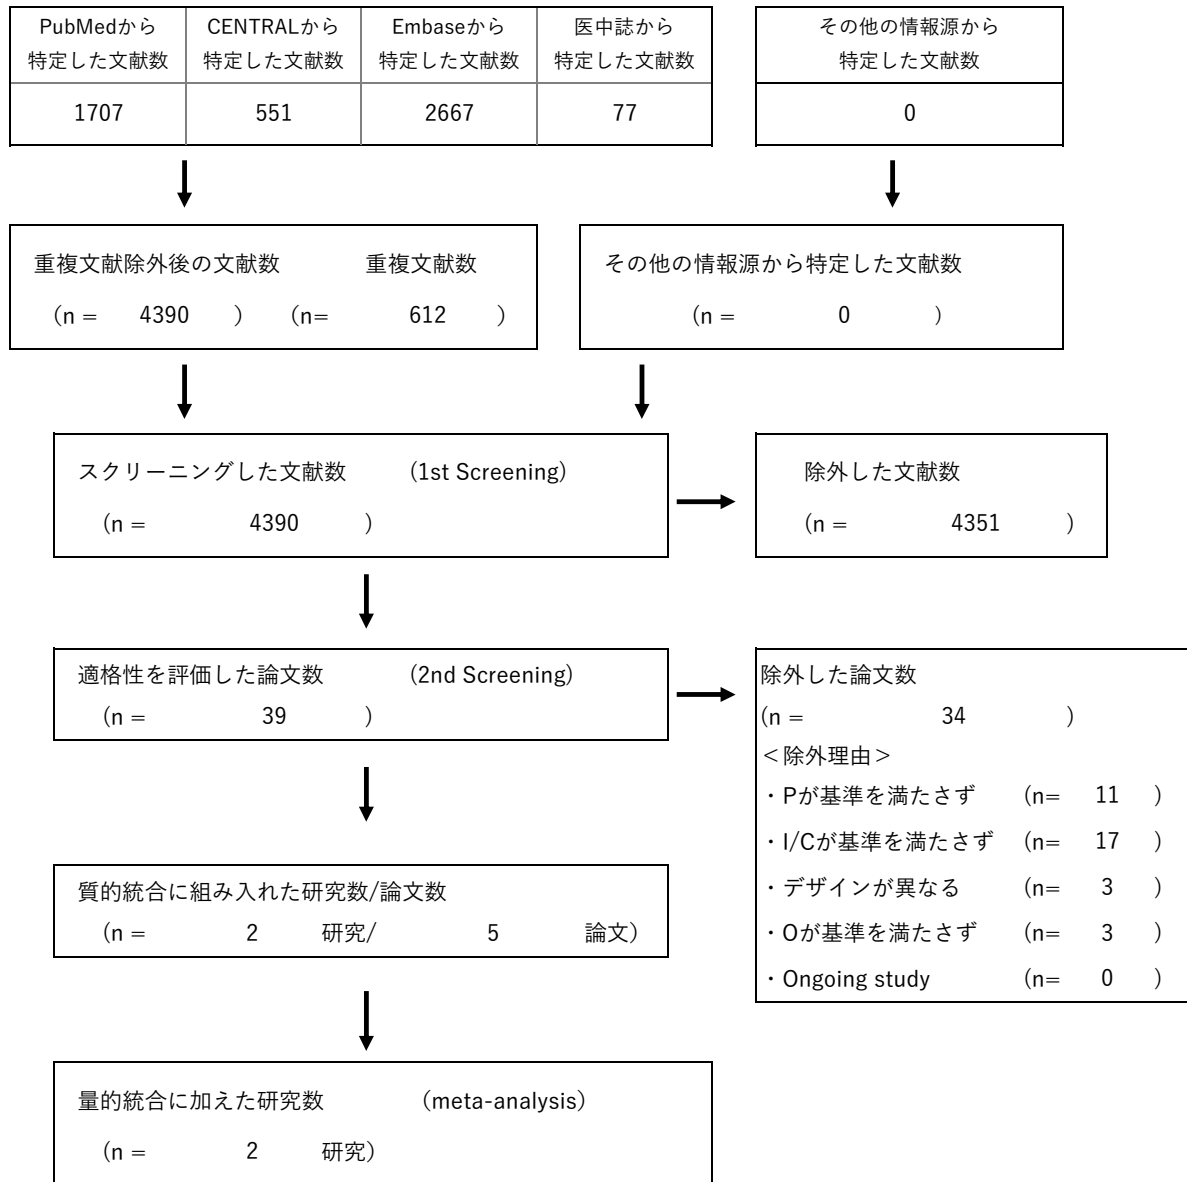 PubMedから CENTRALから Embaseから 医中誌から その他の情報源から
特定した文献数 特定した文献数 特定した文献数 特定した文献数 特定した文献数
1707 551 2667 77 0
重複文献除外後の文献数 重複文献数 その他の情報源から特定した文献数
(n = 4390 ) (n= 612 ) (n = 0 )
スクリーニングした文献数 (1st Screening) 除外した文献数
(n = 4390 ) (n = 4351 )
適格性を評価した論文数 (2nd Screening)
(n = 39 )
除外した論文数
(n = 34 )
<除外理由>
・Pが基準を満たさず (n= 11 )
・I/Cが基準を満たさず (n= 17 )
・デザインが異なる (n= 3 )
・Oが基準を満たさず (n= 3 )
・Ongoing study (n= 0 )
質的統合に組み入れた研究数/論文数
(n = 2 研究/ 5 論文)
量的統合に加えた研究数 (meta-analysis)
(n = 2 研究)